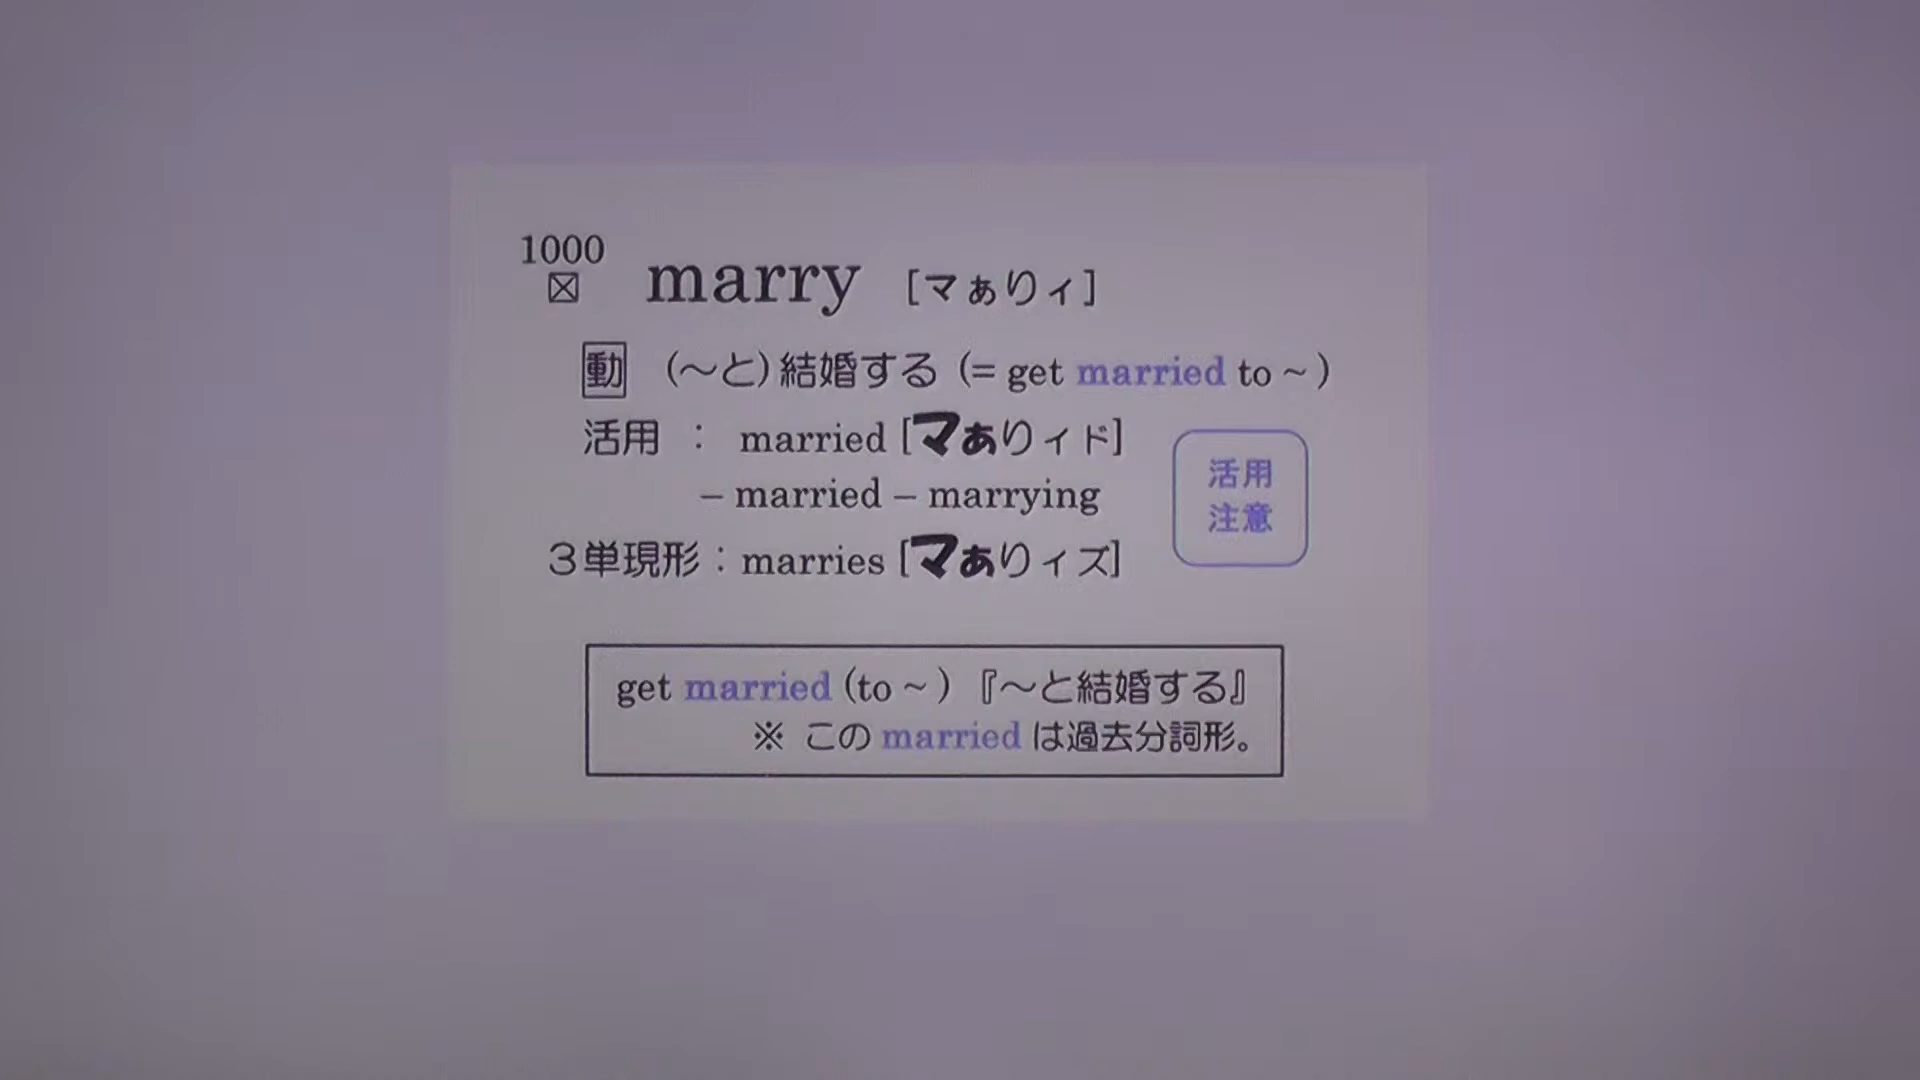 1000
☒ marry [マぁりィ]
動 (〜と)結婚する (= get married to ~ )
活用 : married [マぁりィド]
– married – marrying
活用
注意
3単現形 : marries [マぁりィズ]
get married (to ~ ) 『〜と結婚する』
※ この married は過去分詞形。